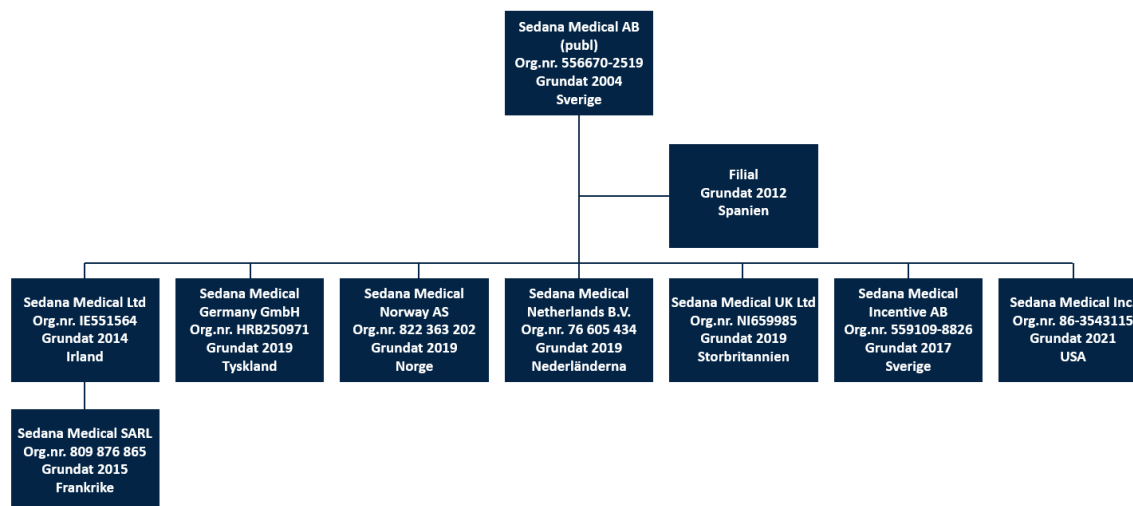 Sedana Medical AB
(publ)
Org.nr. 556670-2519
Grundat 2004
Sverige
Filial
Grundat 2012
Spanien
Sedana Medical Ltd
Org.nr. IE551564
Grundat 2014
Irland
Sedana Medical
Germany GmbH
Org.nr. HRB250971
Grundat 2019
Tyskland
Sedana Medical
Norway AS
Org.nr. 822 363 202
Grundat 2019
Norge
Sedana Medical
Netherlands B.V.
Org.nr. 76 605 434
Grundat 2019
Nederländerna
Sedana Medical UK Ltd
Org.nr. NI659985
Grundat 2019
Storbritannien
Sedana Medical
Incentive AB
Org.nr. 559109-8826
Grundat 2017
Sverige
Sedana Medical Inc.
Org.nr. 86-3543115
Grundat 2021
USA
Sedana Medical SARL
Org.nr. 809 876 865
Grundat 2015
Frankrike